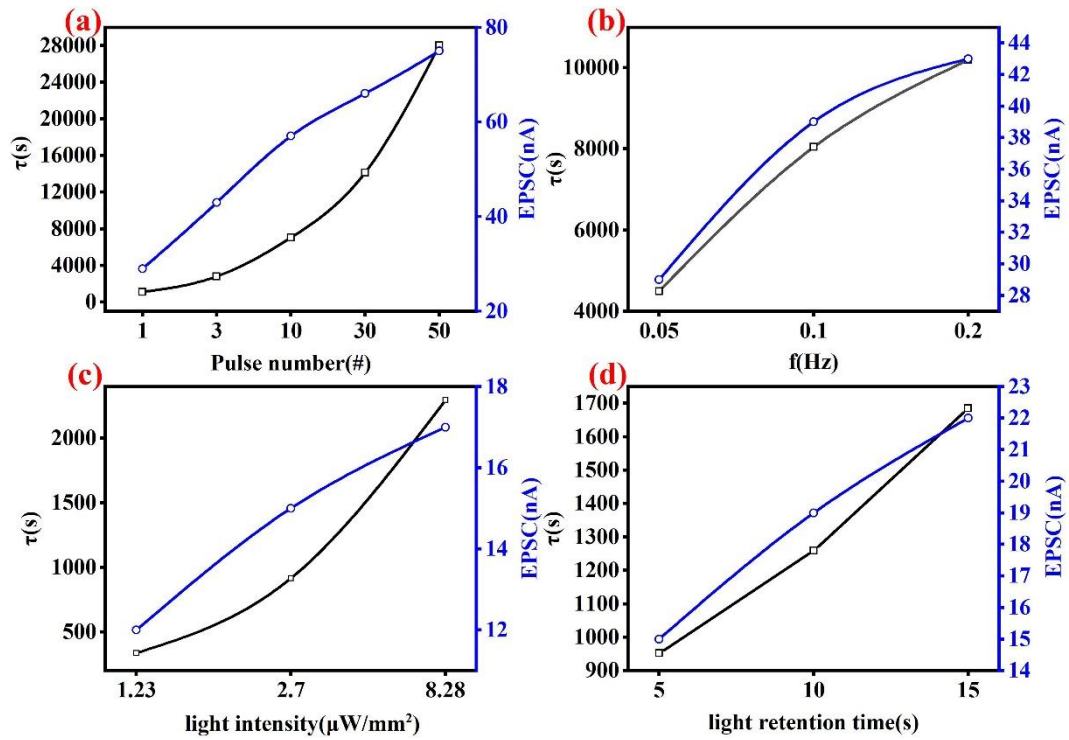 (a)
28000
24000
20000
16000
12000
8000
4000
0
τ(s)
80
60
40
20
EPSC(nA)
1 3 10 30 50
Pulse number(#)
(b)
10000
8000
6000
4000
τ(s)
44
42
40
38
36
34
32
30
28
EPSC(nA)
0.05 0.1 0.2
f(Hz)
(c)
2000
1500
1000
500
τ(s)
18
16
14
12
EPSC(nA)
1.23 2.7 8.28
light intensity(μW/mm²)
(d)
1700
1600
1500
1400
1300
1200
1100
1000
900
τ(s)
23
22
21
20
19
18
17
16
15
14
EPSC(nA)
5 10 15
light retention time(s)